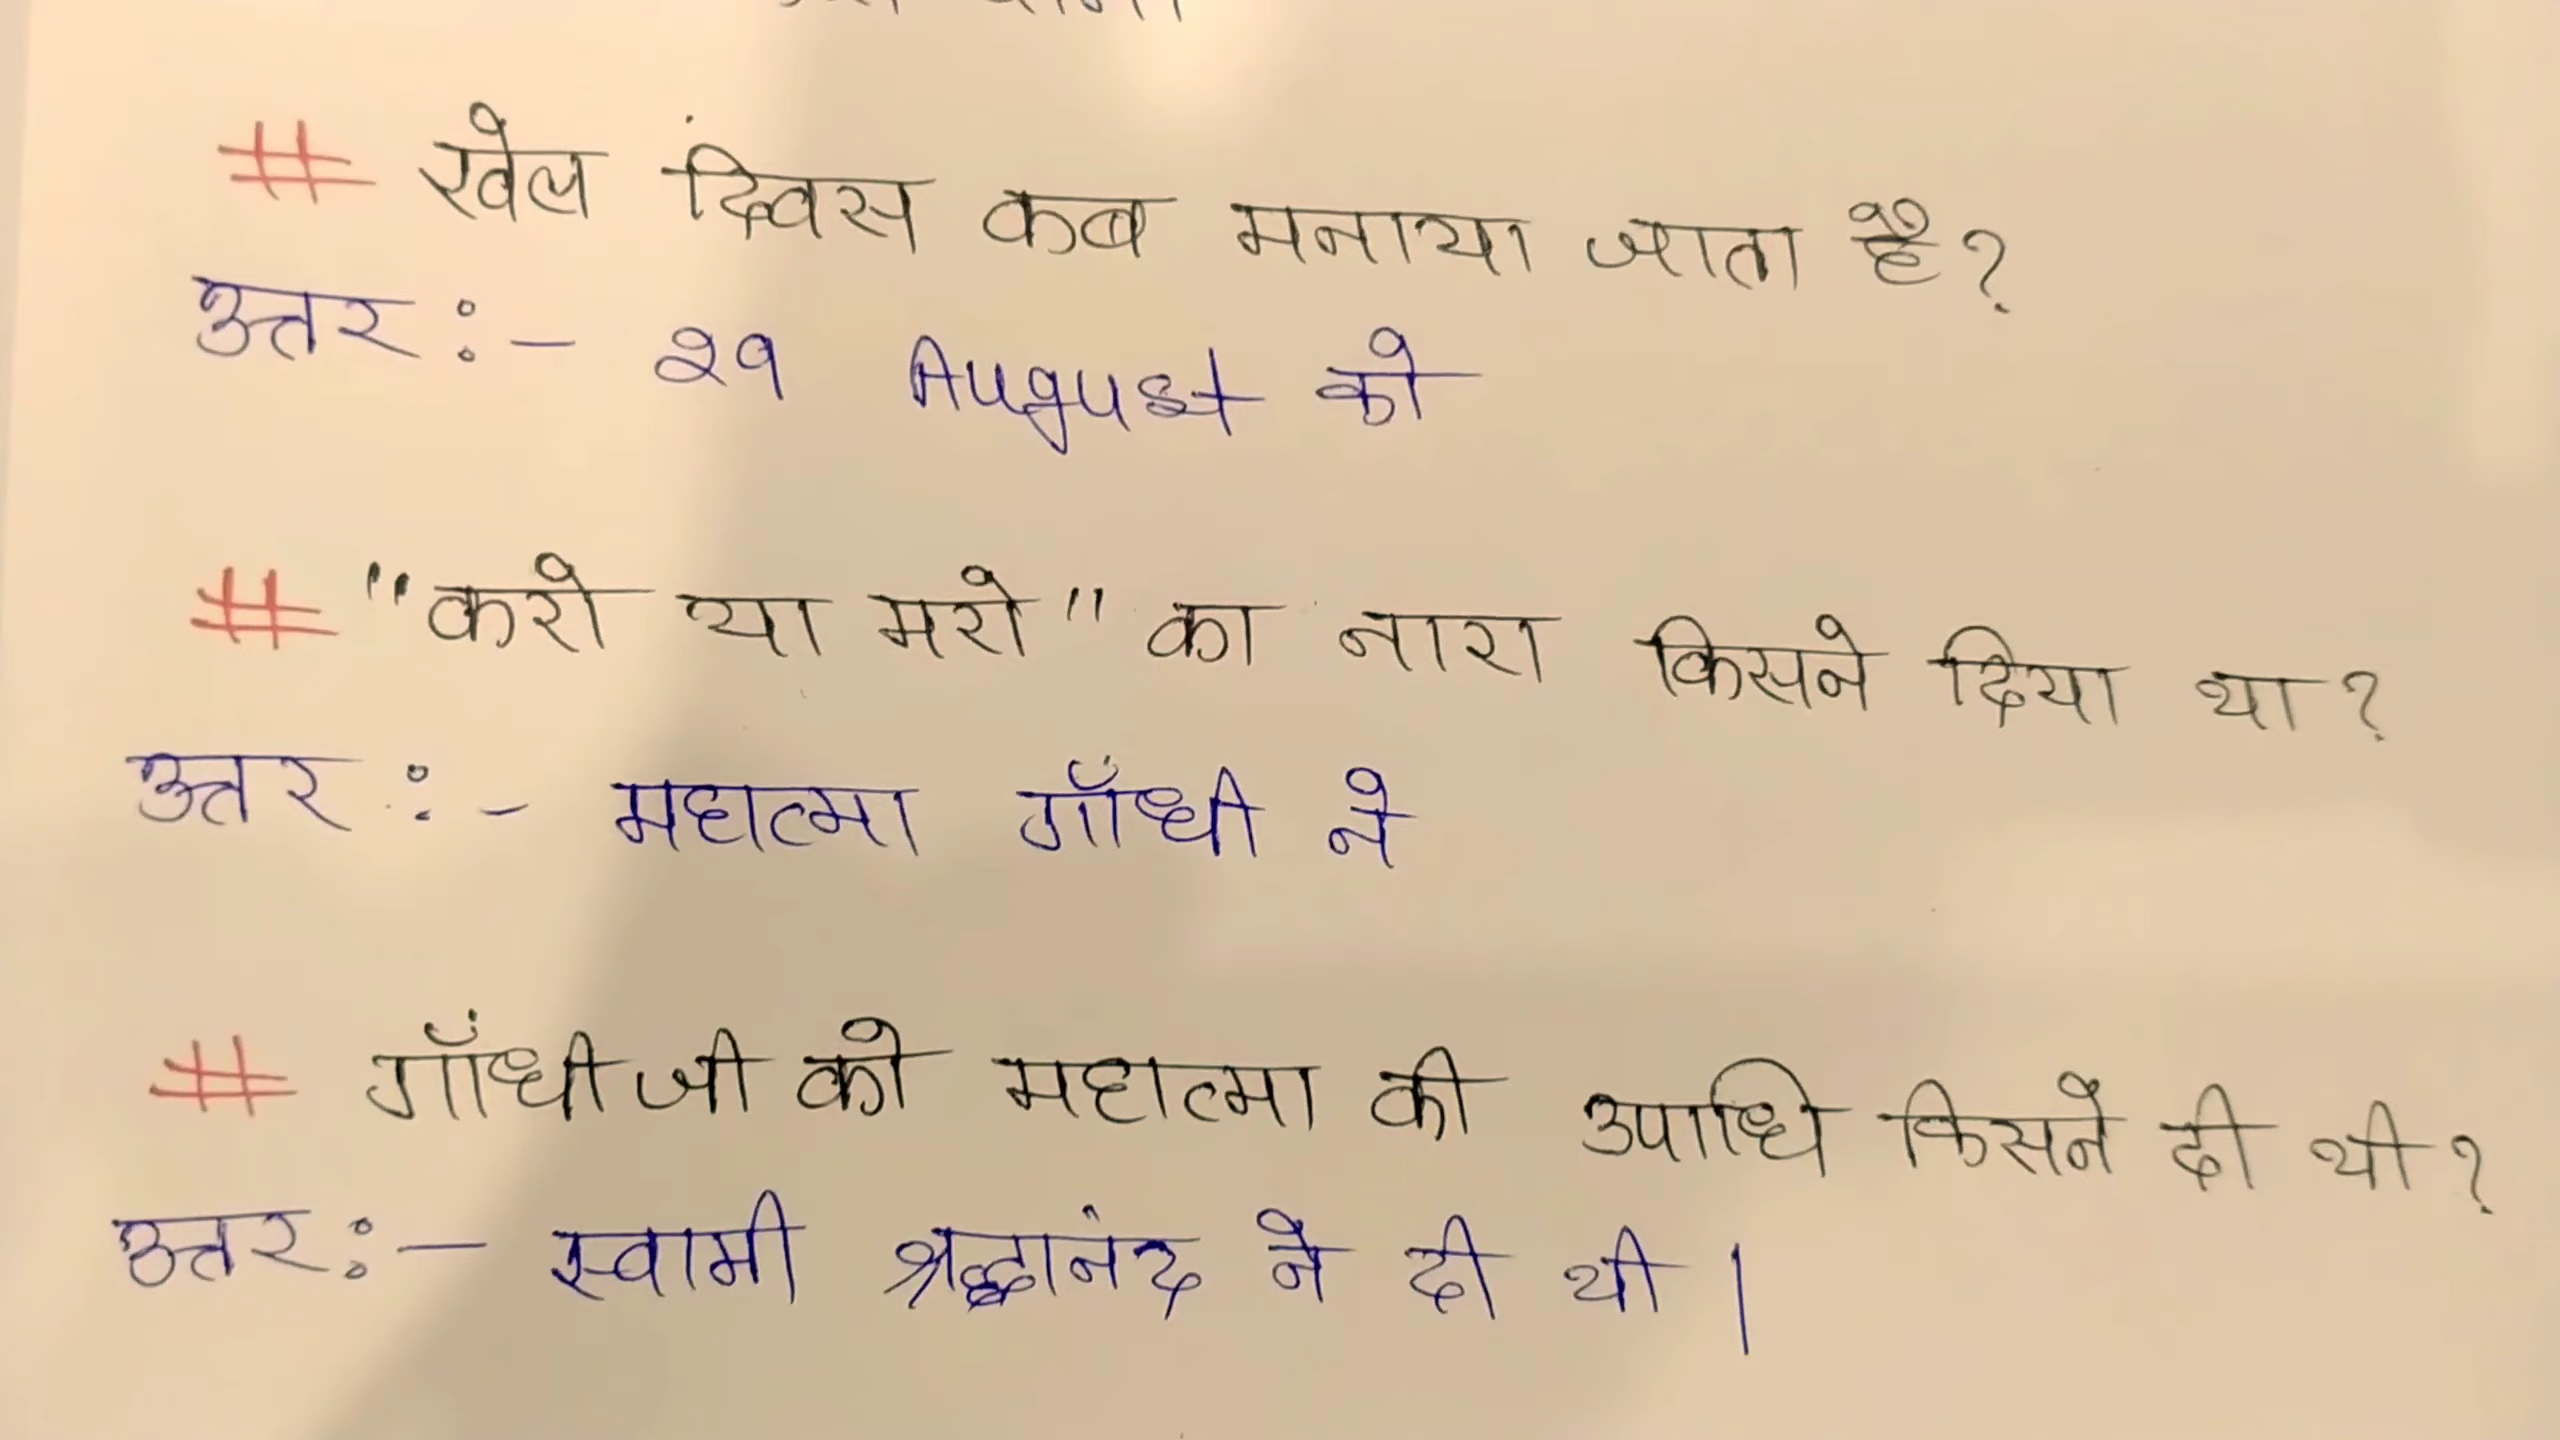 # खेल दिवस कब मनाया जाता है?
उत्तर :- 29 August को
# "करो या मरो" का नारा किसने दिया था?
उत्तर :- महात्मा गाँधी ने
# गाँधीजी को महात्मा की उपाधि किसने दी थी?
उत्तर :- स्वामी श्रद्धानंद ने दी थी।